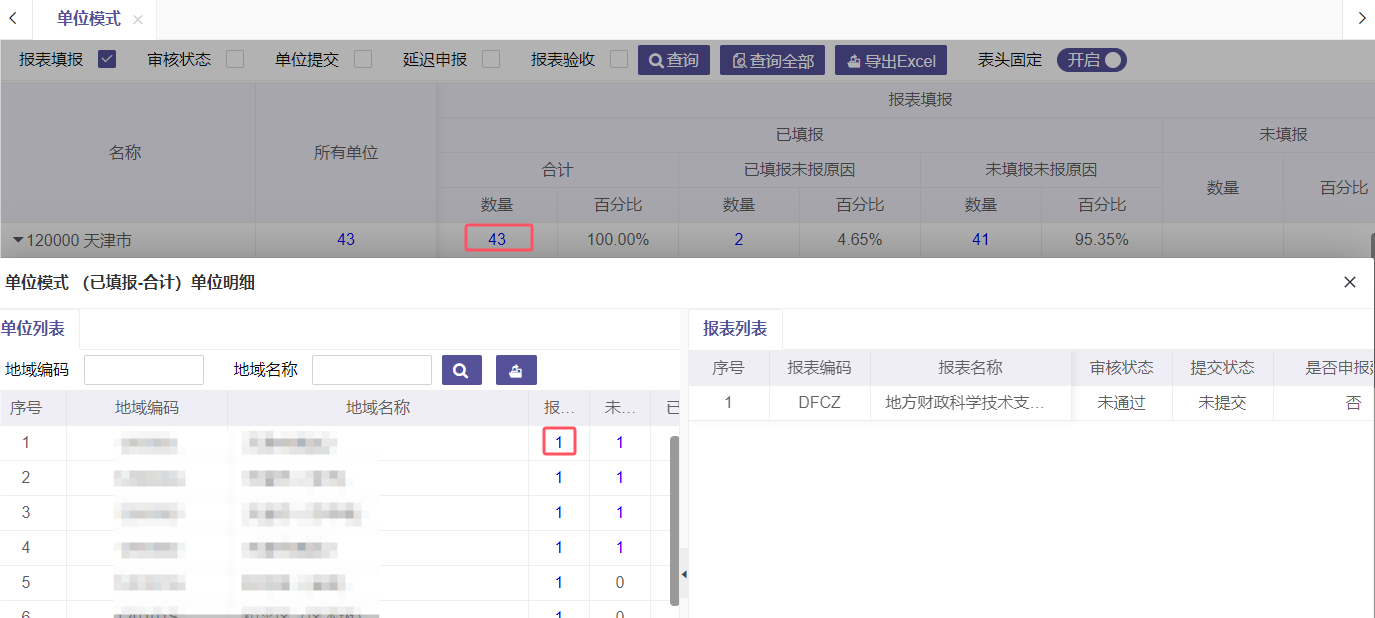 单位模式
报表填报 审核状态 单位提交 延迟申报 报表验收 查询 查询全部 导出Excel 表头固定 开启
报表填报
已填报 未填报
名称 所有单位
合计 已填报未报原因 未填报未报原因
数量 百分比
数量 百分比 数量 百分比 数量 百分比
120000 天津市 43 43 100.00% 2 4.65% 41 95.35%
单位模式 (已填报-合计) 单位明细
单位列表 报表列表
地域编码 地域名称
序号 报表编码 报表名称 审核状态 提交状态 是否申报
序号 地域编码 地域名称 报... 未... 已
1 DFCZ 地方财政科学技术支... 未通过 未提交 否
1 1 1
2 1 1
3 1 1
4 1 1
5 1 0
6 1 0